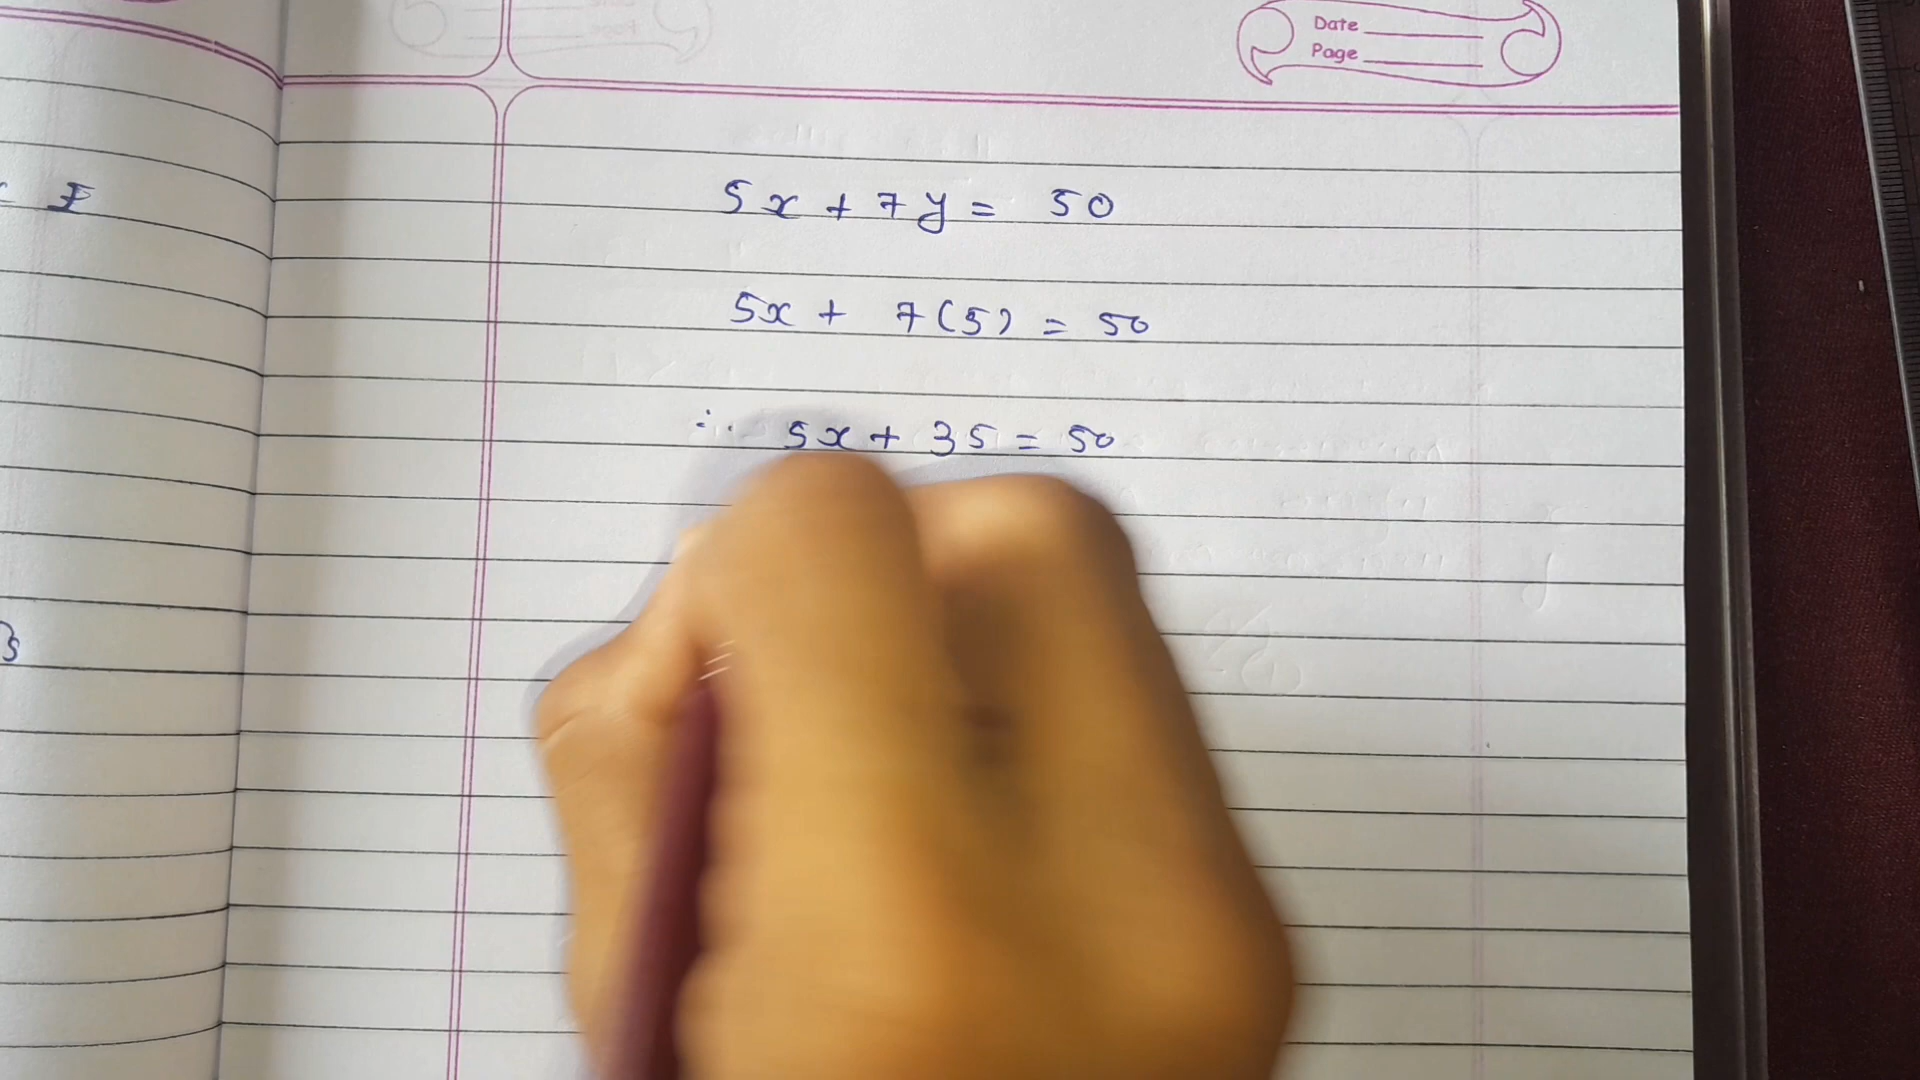 Date
Page
5x + 7y = 50
5x + 7(5) = 50
∴ 5x + 35 = 50